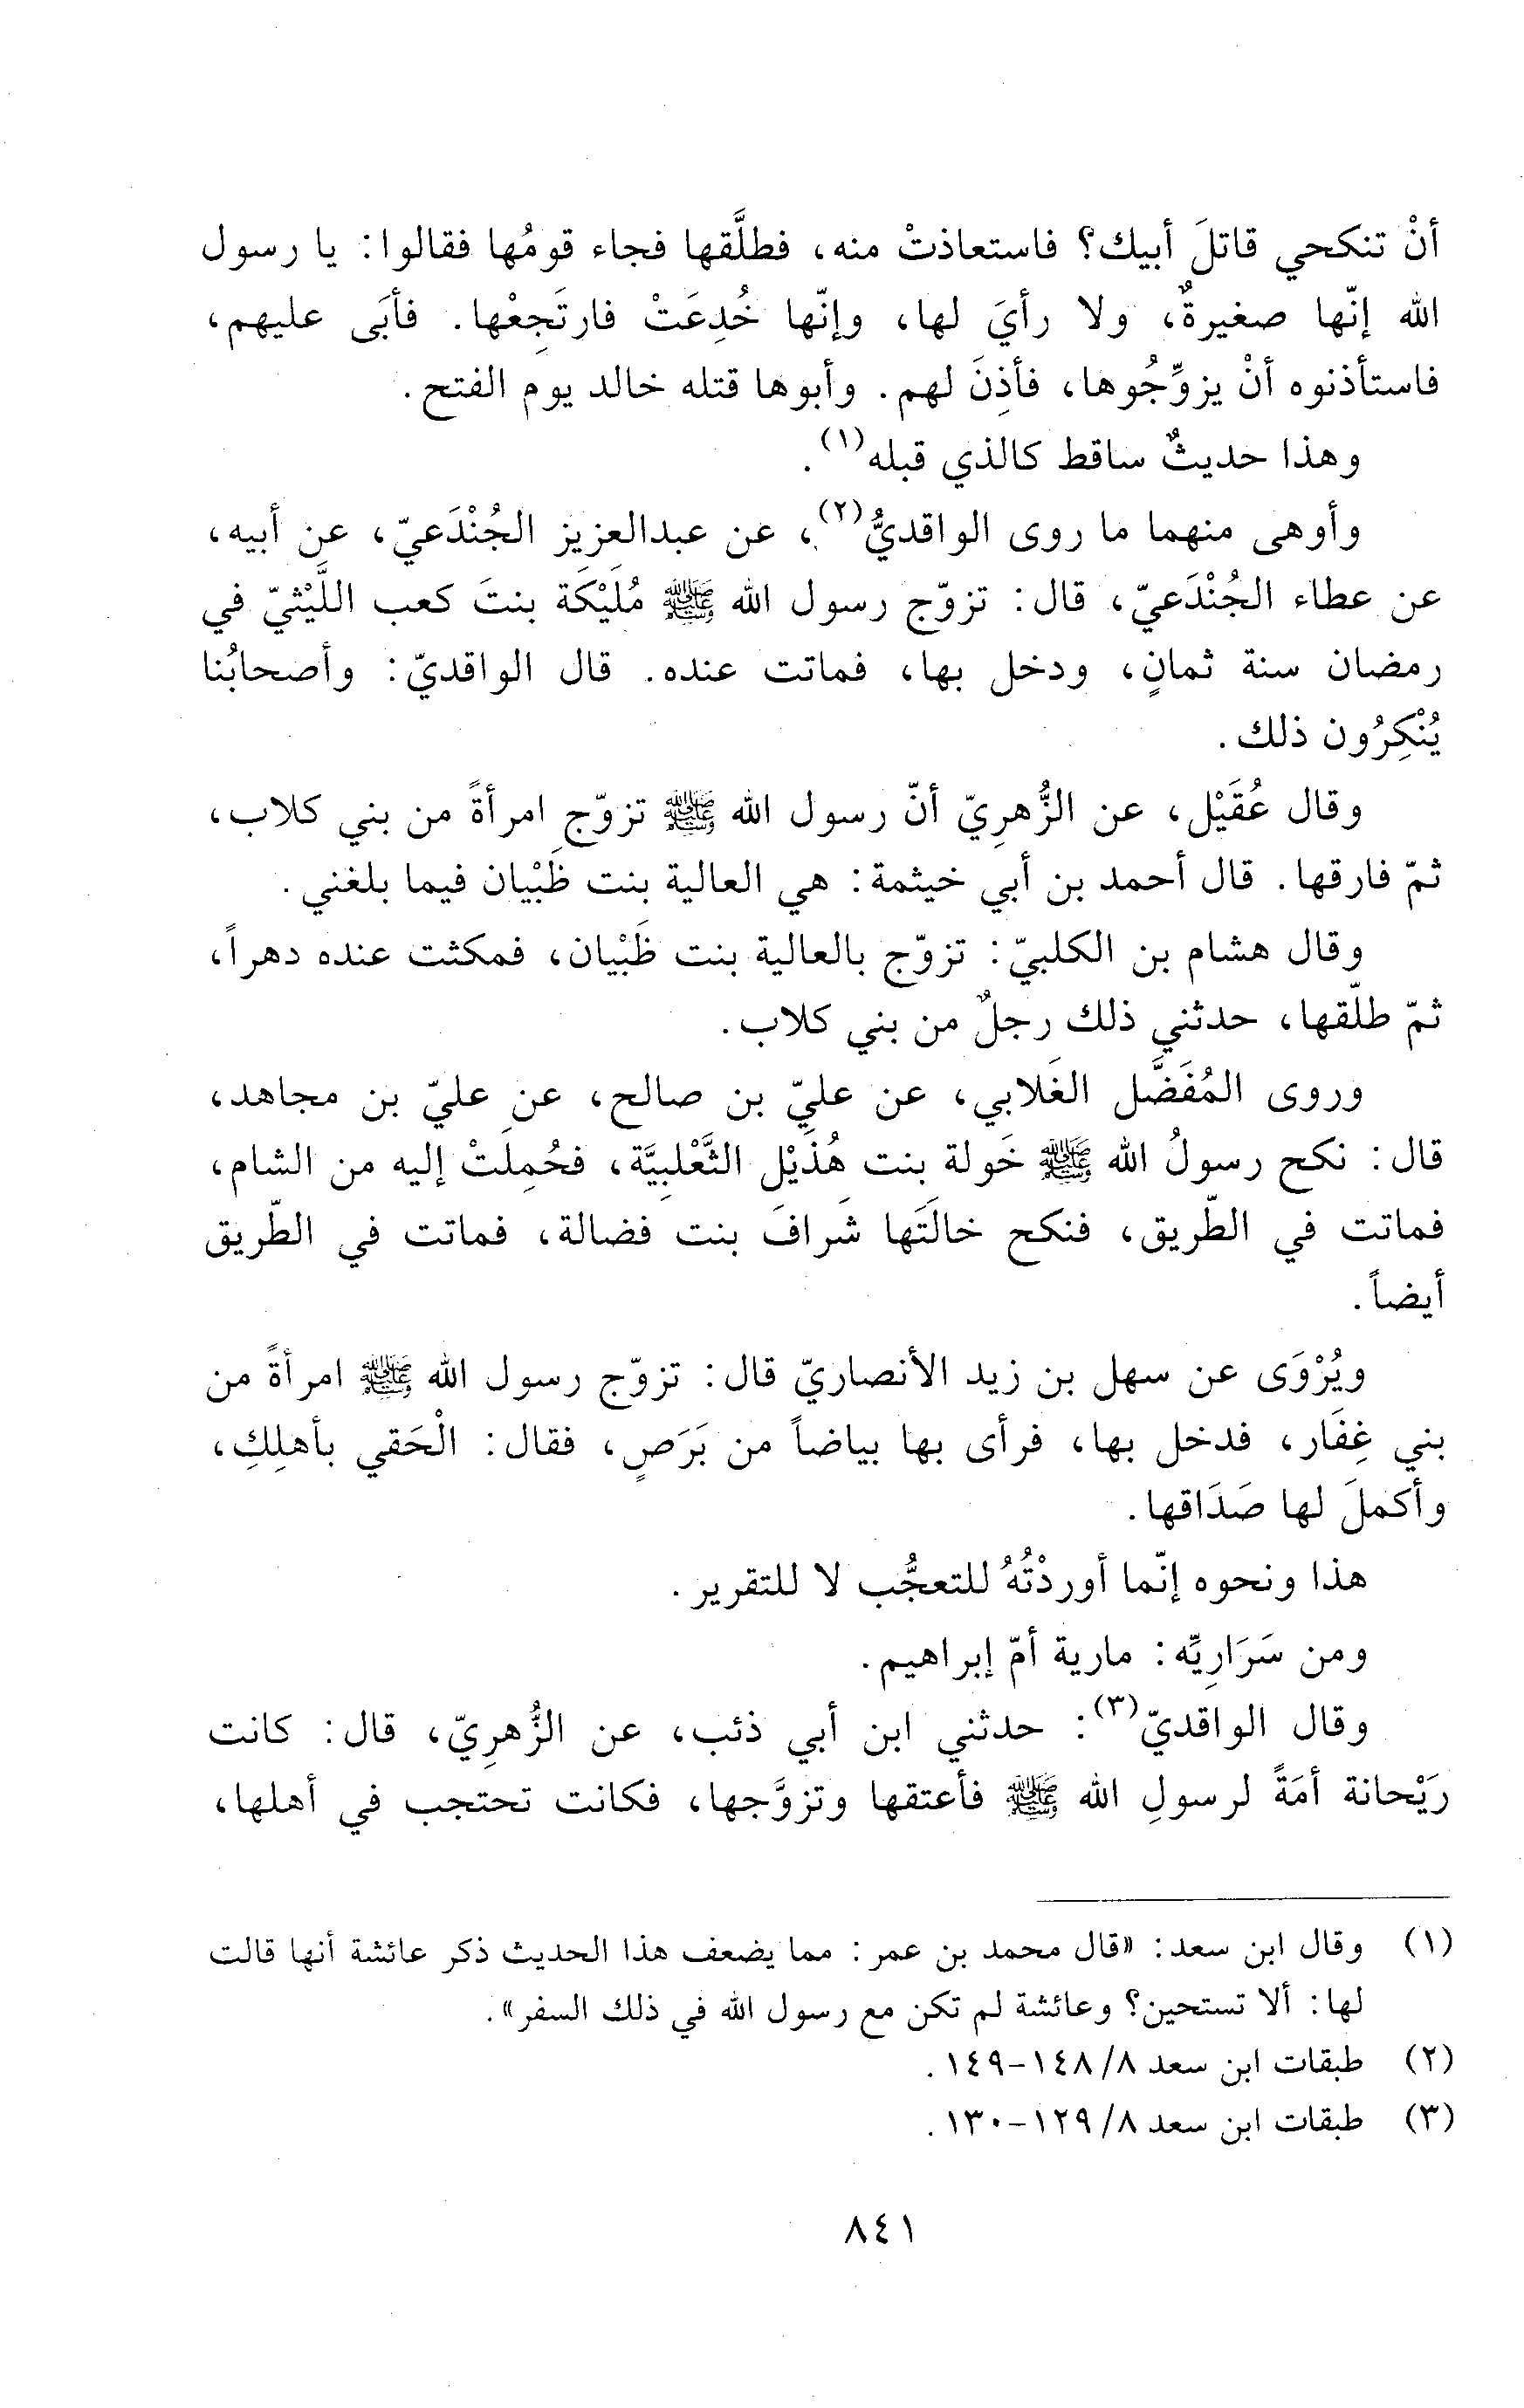 أنْ تنكحي قاتلَ أبيك؟ فاستعاذتْ منه، فطلَّقها فجاء قومُها فقالوا: يا رسول
الله إنّها صغيرةٌ، ولا رأيَ لها، وإنّها خُدِعَتْ فارتَجِعْها. فأبَى عليهم،
فاستأذنوه أنْ يزوِّجُوها، فأذِنَ لهم. وأبوها قتله خالد يوم الفتح.
وهذا حديثٌ ساقط كالذي قبله(١).
وأوهى منهما ما روى الواقديُّ(٢)، عن عبدالعزيز الجُنْدَعيّ، عن أبيه،
عن عطاء الجُنْدَعيّ، قال: تزوّج رسول الله ﷺ مُلَيْكَة بنتَ كعب اللَّيْثيّ في
رمضان سنة ثمانٍ، ودخل بها، فماتت عنده. قال الواقديّ: وأصحابُنا
يُنْكِرُون ذلك.
وقال عُقَيْل، عن الزُّهرِيّ أنّ رسول الله ﷺ تزوّج امرأةً من بني كلاب،
ثمّ فارقها. قال أحمد بن أبي خيثمة: هي العالية بنت ظَبْيان فيما بلغني.
وقال هشام بن الكلبيّ: تزوّج بالعالية بنت ظَبْيان، فمكثت عنده دهراً،
ثمّ طلّقها، حدثني ذلك رجلٌ من بني كلاب.
وروى المُفَضَّل الغَلابي، عن عليّ بن صالح، عن عليّ بن مجاهد،
قال: نكح رسولُ الله ﷺ خَولة بنت هُذَيْل الثَّعْلبِيَّة، فحُمِلَتْ إليه من الشام،
فماتت في الطّريق، فنكح خالَتَها شَرافَ بنت فضالة، فماتت في الطّريق
أيضاً.
ويُرْوَى عن سهل بن زيد الأنصاريّ قال: تزوّج رسول الله ﷺ امرأةً من
بني غِفَار، فدخل بها، فرأى بها بياضاً من بَرَصٍ، فقال: الْحَقي بأهلِكِ،
وأكملَ لها صَدَاقها.
هذا ونحوه إنّما أوردْتُهُ للتعجُّب لا للتقرير.
ومن سَرَارِيِّه: مارية أمّ إبراهيم.
وقال الواقديّ(٣): حدثني ابن أبي ذئب، عن الزُّهرِيّ، قال: كانت
رَيْحانة أمَةً لرسولِ الله ﷺ فأعتقها وتزوَّجها، فكانت تحتجب في أهلها،
(١) وقال ابن سعد: «قال محمد بن عمر: مما يضعف هذا الحديث ذكر عائشة أنها قالت
لها: ألا تستحين؟ وعائشة لم تكن مع رسول الله في ذلك السفر».
(٢) طبقات ابن سعد ٨/ ١٤٨-١٤٩.
(٣) طبقات ابن سعد ٨/ ١٢٩-١٣٠.
٨٤١